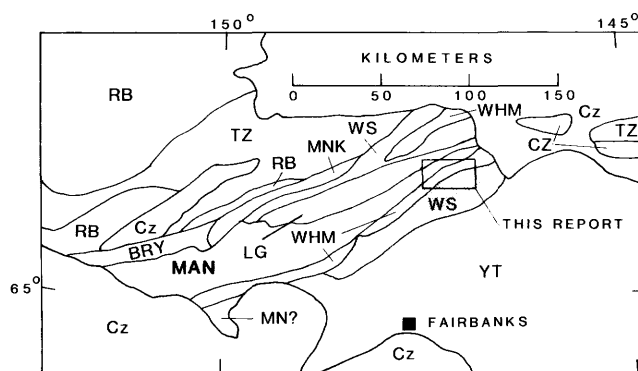 150° 145°
KILOMETERS
0 50 100 150
RB
WHM
Cz
TZ
WS
TZ
MNK
CZ
RB
WS
RB
Cz
THIS REPORT
BRY
WHM
LG
MAN
YT
65°
MN?
FAIRBANKS
Cz
Cz